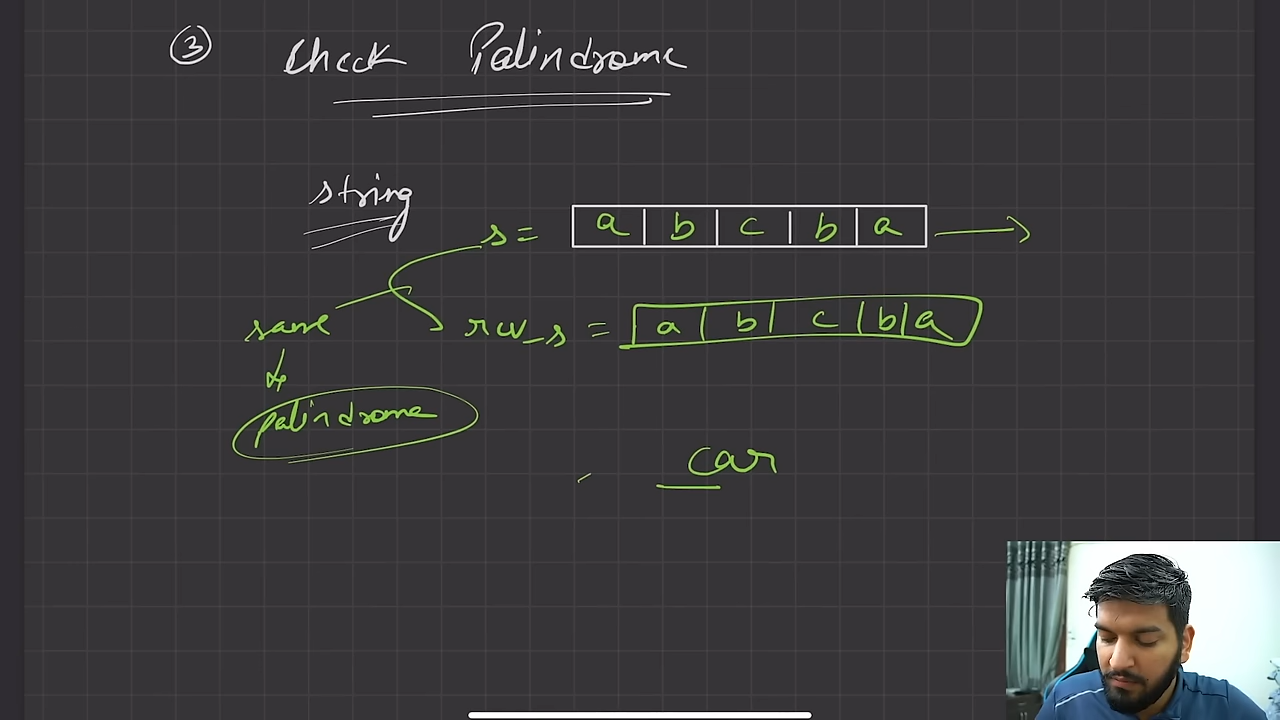 3 Check Palindrome
string
s = a b c b a
rev_s = a b c b a
same
palindrome
car